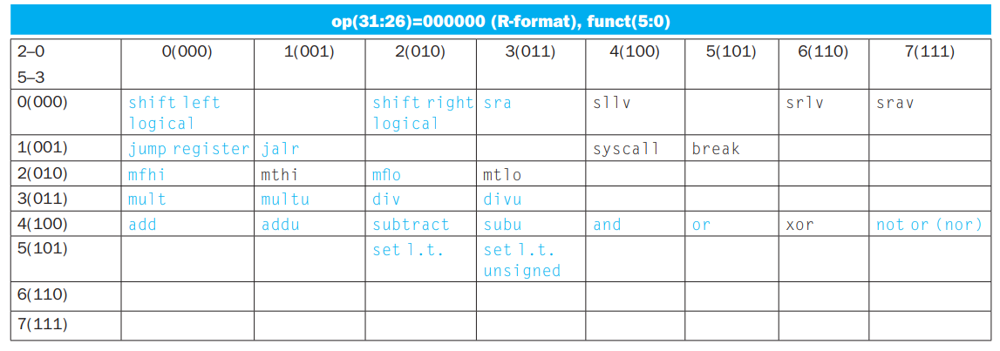 op(31:26)=000000 (R-format), funct(5:0)
2–0 0(000) 1(001) 2(010) 3(011) 4(100) 5(101) 6(110) 7(111)
5–3
0(000) shift left shift right sra sllv srlv srav
logical logical
1(001) jump register jalr syscall break
2(010) mfhi mthi mflo mtlo
3(011) mult multu div divu
4(100) add addu subtract subu and or xor not or (nor)
5(101) set l.t. set l.t.
unsigned
6(110)
7(111)